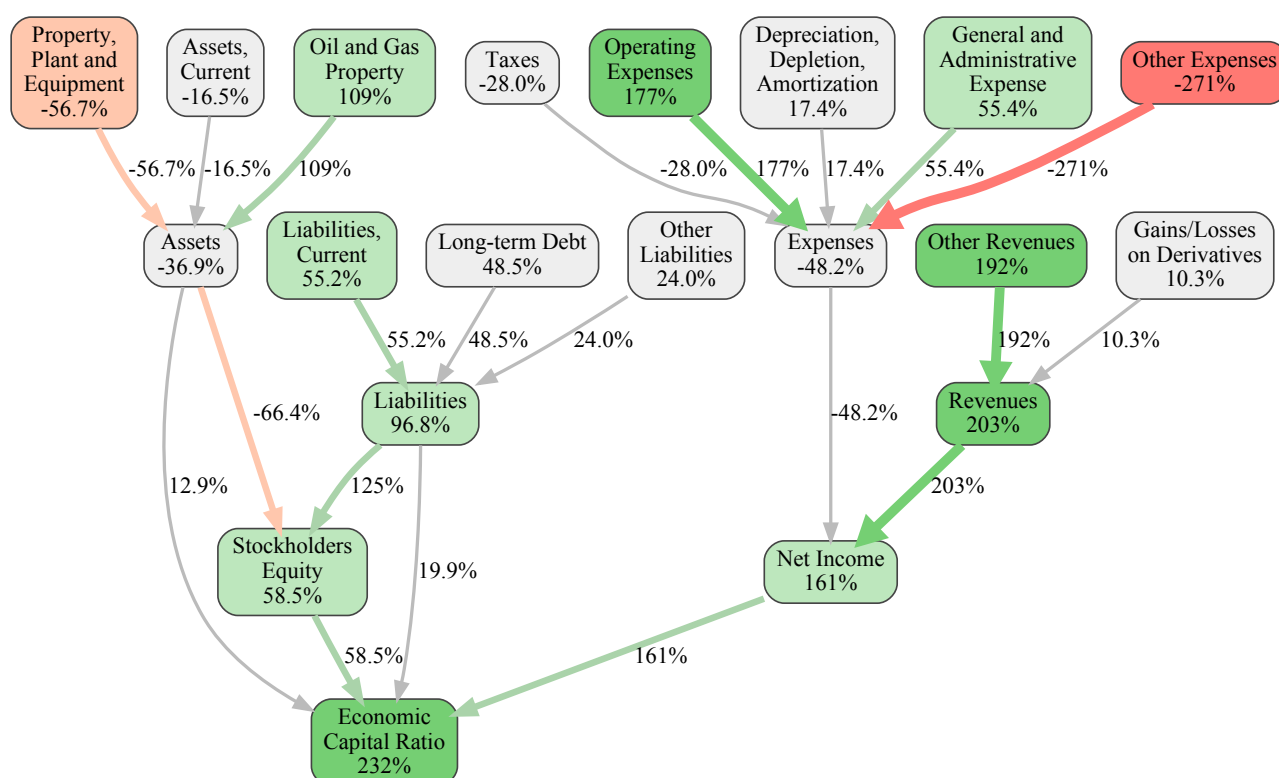 Property,
Plant and
Equipment
-56.7%
Assets,
Current
-16.5%
Oil and Gas
Property
109%
Taxes
-28.0%
Operating
Expenses
177%
Depreciation,
Depletion,
Amortization
17.4%
General and
Administrative
Expense
55.4%
Other Expenses
-271%
-56.7%
-16.5%
109%
-28.0%
177%
17.4%
55.4%
-271%
Assets
-36.9%
Liabilities,
Current
55.2%
Long-term Debt
48.5%
Other
Liabilities
24.0%
Expenses
-48.2%
Other Revenues
192%
Gains/Losses
on Derivatives
10.3%
55.2%
48.5%
24.0%
192%
10.3%
-66.4%
Liabilities
96.8%
-48.2%
Revenues
203%
12.9%
125%
203%
Stockholders
Equity
58.5%
19.9%
Net Income
161%
58.5%
161%
Economic
Capital Ratio
232%